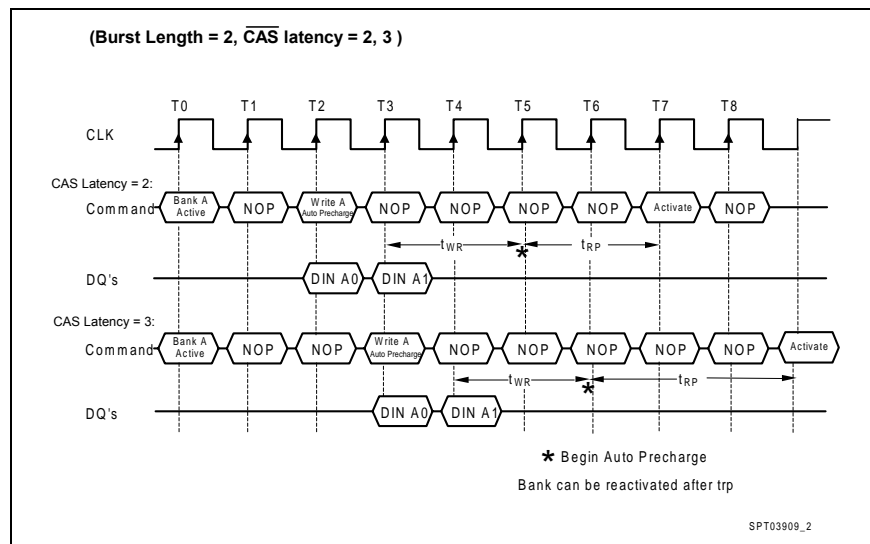 (Burst Length = 2, CAS latency = 2, 3 )
T0 T1 T2 T3 T4 T5 T6 T7 T8
CLK
CAS Latency = 2:
Command Bank A Active NOP Write A Auto Precharge NOP NOP NOP NOP Activate NOP
tWR * tRP
DQ's DIN A0 DIN A1
CAS Latency = 3:
Command Bank A Active NOP NOP Write A Auto Precharge NOP NOP NOP NOP NOP Activate
tWR * tRP
DQ's DIN A0 DIN A1
* Begin Auto Precharge
Bank can be reactivated after trp
SPT03909_2